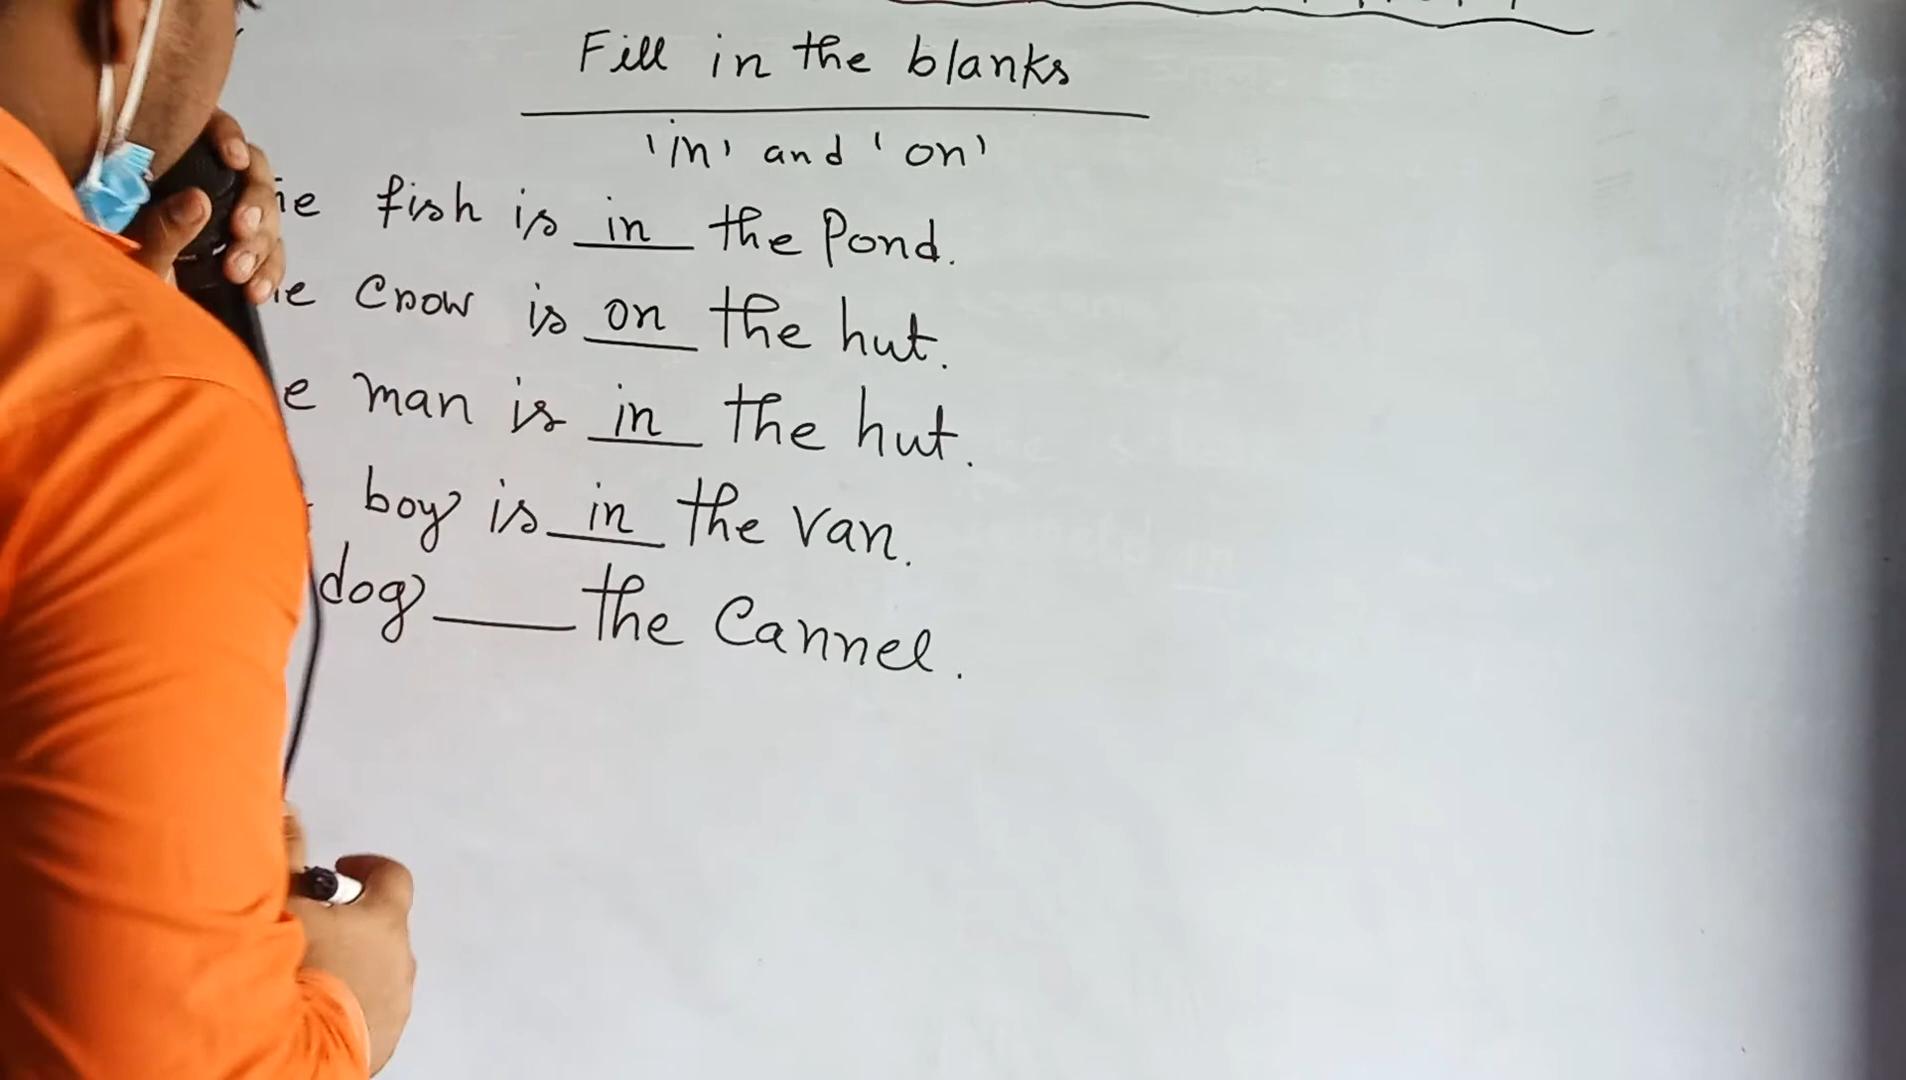 Fill in the blanks
'in' and 'on'
fish is in the Pond.
Crow is on the hut.
man is in the hut.
boy is in the van.
dog ___ the Cannel.